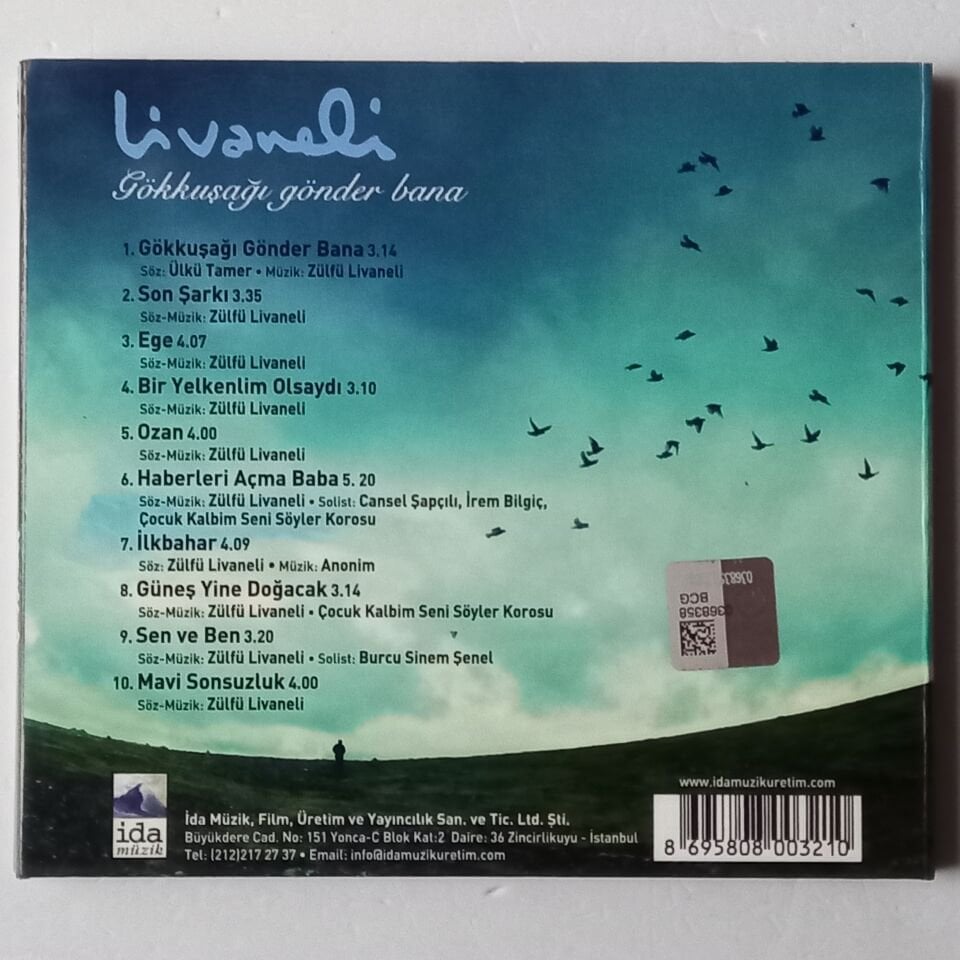 Livaneli
Gökkuşağı gönder bana
1. Gökkuşağı Gönder Bana 3.14
Söz: Ülkü Tamer • Müzik: Zülfü Livaneli
2. Son Şarkı 3.35
Söz-Müzik: Zülfü Livaneli
3. Ege 4.07
Söz-Müzik: Zülfü Livaneli
4. Bir Yelkenlim Olsaydı 3.10
Söz-Müzik: Zülfü Livaneli
5. Ozan 4.00
Söz-Müzik: Zülfü Livaneli
6. Haberleri Açma Baba 5. 20
Söz-Müzik: Zülfü Livaneli • Solist: Cansel Şapçılı, İrem Bilgiç,
Çocuk Kalbim Seni Söyler Korosu
7. İlkbahar 4.09
Söz: Zülfü Livaneli • Müzik: Anonim
8. Güneş Yine Doğacak 3.14
Söz-Müzik: Zülfü Livaneli • Çocuk Kalbim Seni Söyler Korosu
9. Sen ve Ben 3.20
Söz-Müzik: Zülfü Livaneli • Solist: Burcu Sinem Şenel
10. Mavi Sonsuzluk 4.00
Söz-Müzik: Zülfü Livaneli
BCG
0368358
ida
müzik
İda Müzik, Film, Üretim ve Yayıncılık San. ve Tic. Ltd. Şti.
Büyükdere Cad. No: 151 Yonca-C Blok Kat:2 Daire: 36 Zincirlikuyu - İstanbul
Tel: (212)217 27 37 • Email: info@idamuzikuretim.com
www.idamuzikuretim.com
8 695808 003210